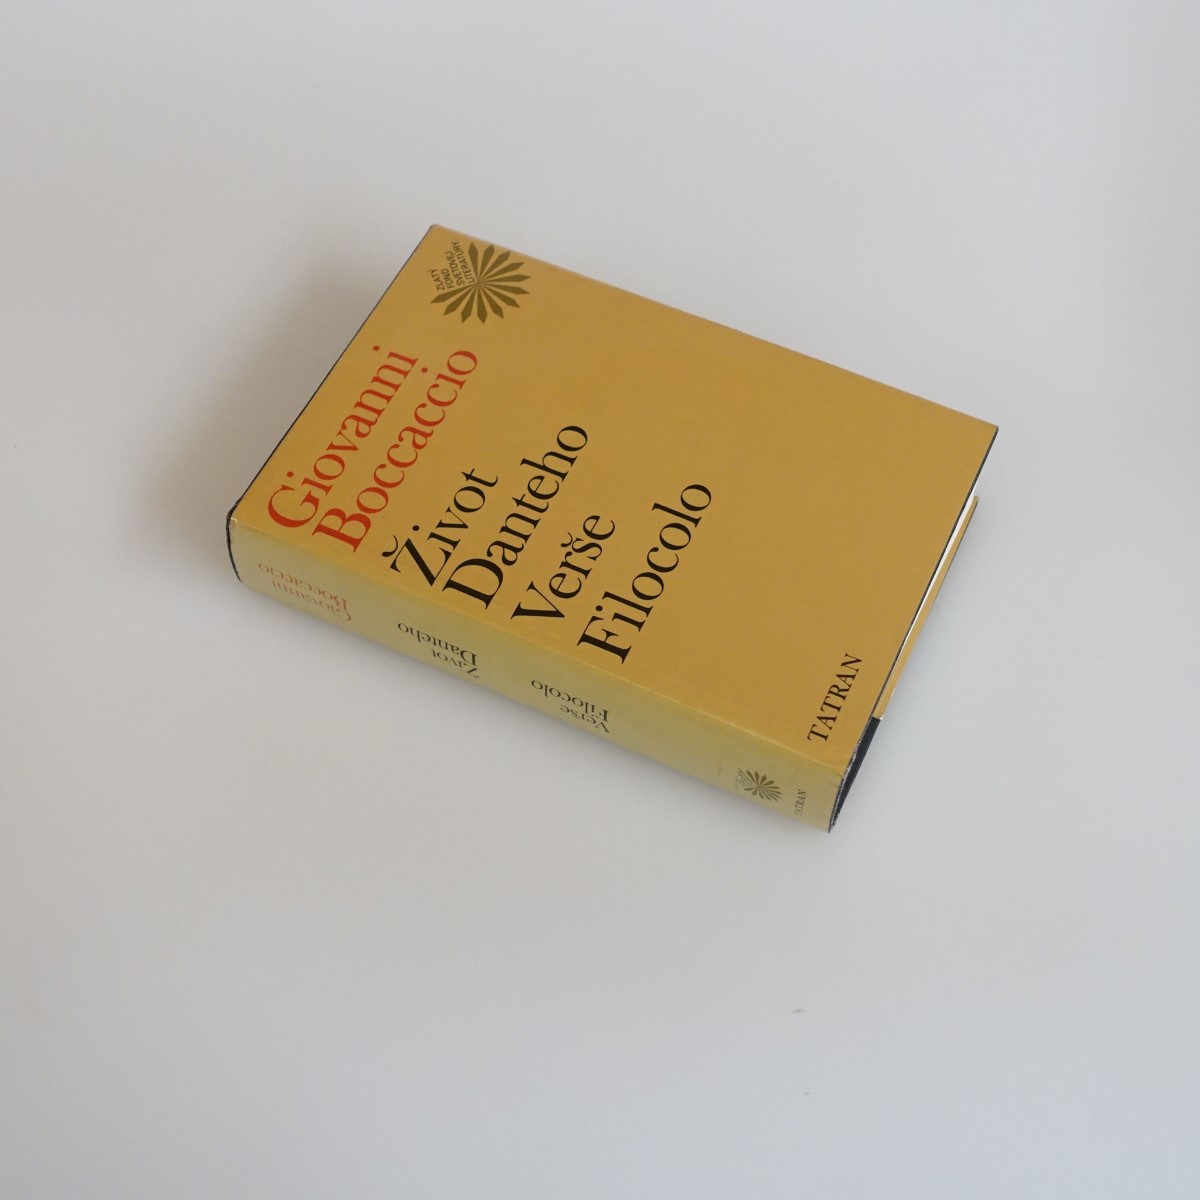 ZLATÝ
FOND
SVETOVEJ
LITERATÚRY
Giovanni
Boccaccio
Život
Danteho
Verše
Filocolo
TATRAN
Giovanni
Boccaccio
Život
Danteho
Verše
Filocolo
TATRAN